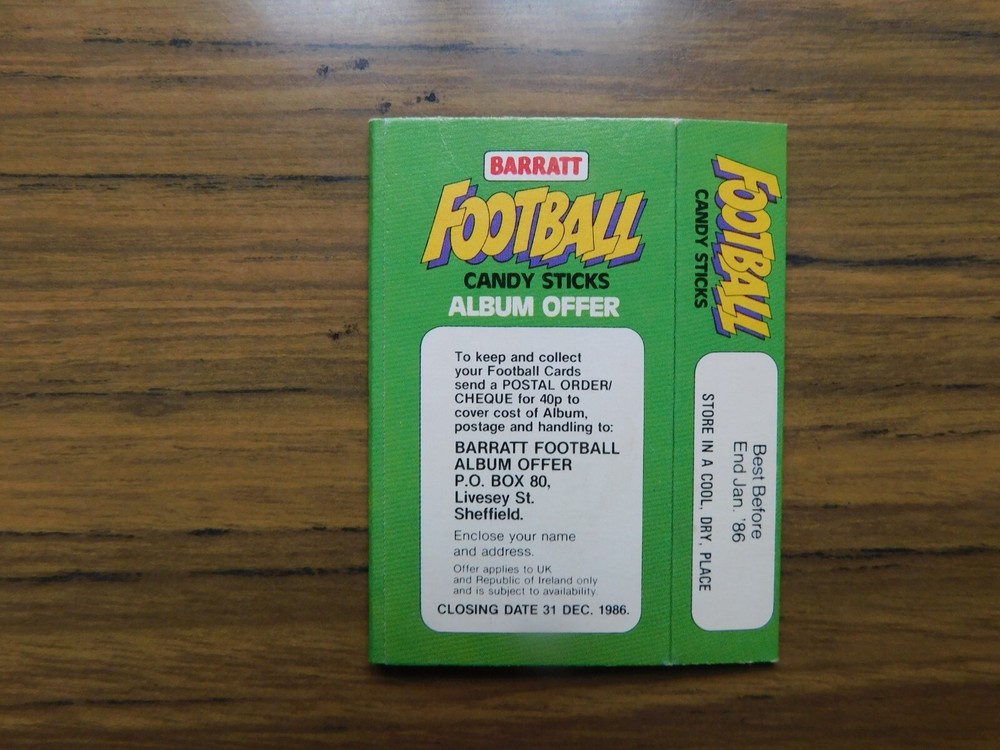 BARRATT
FOOTBALL
CANDY STICKS
ALBUM OFFER
To keep and collect
your Football Cards
send a POSTAL ORDER/
CHEQUE for 40p to
cover cost of Album,
postage and handling to:
BARRATT FOOTBALL
ALBUM OFFER
P.O. BOX 80,
Livesey St.
Sheffield.
Enclose your name
and address.
Offer applies to UK
and Republic of Ireland only
and is subject to availability.
CLOSING DATE 31 DEC. 1986.
FOOTBALL
CANDY STICKS
Best Before
End Jan. '86
STORE IN A COOL, DRY, PLACE